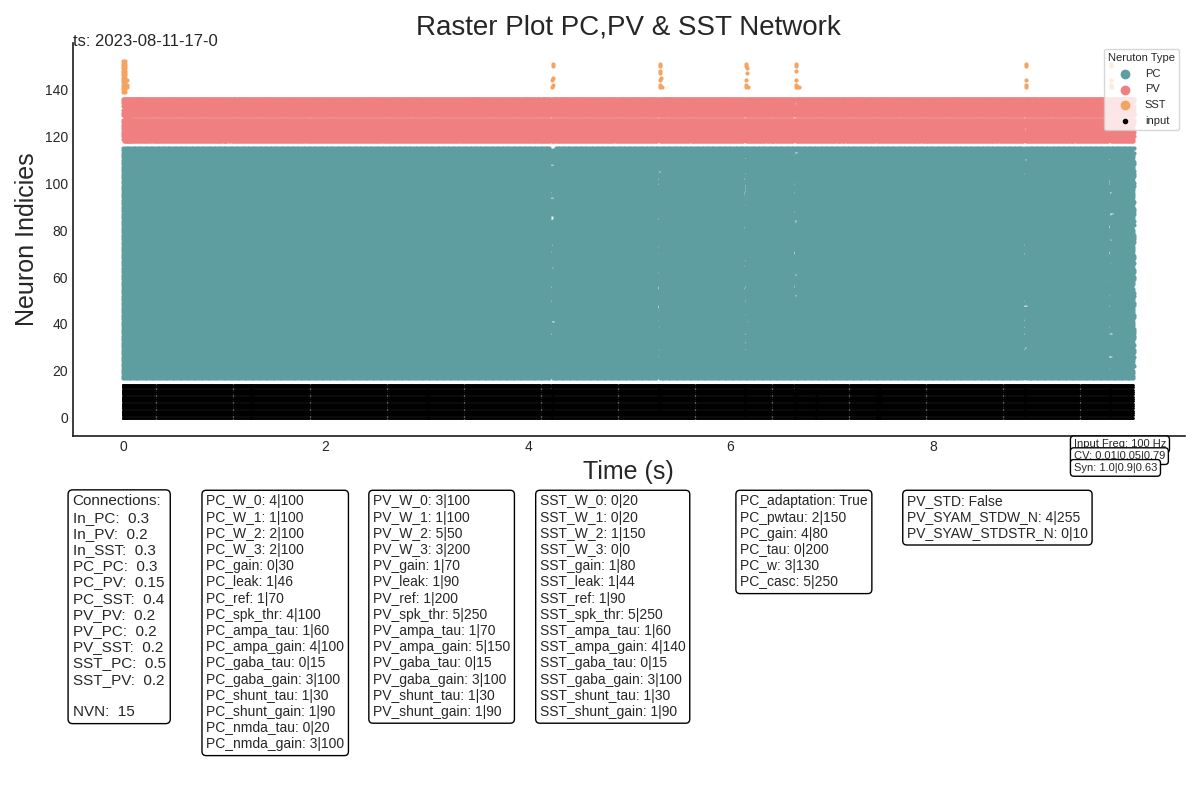 Raster Plot PC,PV & SST Network
ts: 2023-08-11-17-0
Neruton Type
PC
PV
SST
input
Neuron Indicies
140
120
100
80
60
40
20
0
0
2
4
6
8
Time (s)
Input Freq: 100 Hz
CV: 0.01|0.05|0.79
Syn: 1.0|0.9|0.63
Connections:
In_PC: 0.3
In_PV: 0.2
In_SST: 0.3
PC_PC: 0.3
PC_PV: 0.15
PC_SST: 0.4
PV_PV: 0.2
PV_PC: 0.2
PV_SST: 0.2
SST_PC: 0.5
SST_PV: 0.2
NVN: 15
PC_W_0: 4|100
PC_W_1: 1|100
PC_W_2: 2|100
PC_W_3: 2|100
PC_gain: 0|30
PC_leak: 1|46
PC_ref: 1|70
PC_spk_thr: 4|100
PC_ampa_tau: 1|60
PC_ampa_gain: 4|100
PC_gaba_tau: 0|15
PC_gaba_gain: 3|100
PC_shunt_tau: 1|30
PC_shunt_gain: 1|90
PC_nmda_tau: 0|20
PC_nmda_gain: 3|100
PV_W_0: 3|100
PV_W_1: 1|100
PV_W_2: 5|50
PV_W_3: 3|200
PV_gain: 1|70
PV_leak: 1|90
PV_ref: 1|200
PV_spk_thr: 5|250
PV_ampa_tau: 1|70
PV_ampa_gain: 5|150
PV_gaba_tau: 0|15
PV_gaba_gain: 3|100
PV_shunt_tau: 1|30
PV_shunt_gain: 1|90
SST_W_0: 0|20
SST_W_1: 0|20
SST_W_2: 1|150
SST_W_3: 0|0
SST_gain: 1|80
SST_leak: 1|44
SST_ref: 1|90
SST_spk_thr: 5|250
SST_ampa_tau: 1|60
SST_ampa_gain: 4|140
SST_gaba_tau: 0|15
SST_gaba_gain: 3|100
SST_shunt_tau: 1|30
SST_shunt_gain: 1|90
PC_adaptation: True
PC_pwtau: 2|150
PC_gain: 4|80
PC_tau: 0|200
PC_w: 3|130
PC_casc: 5|250
PV_STD: False
PV_SYAM_STDW_N: 4|255
PV_SYAW_STDSTR_N: 0|10